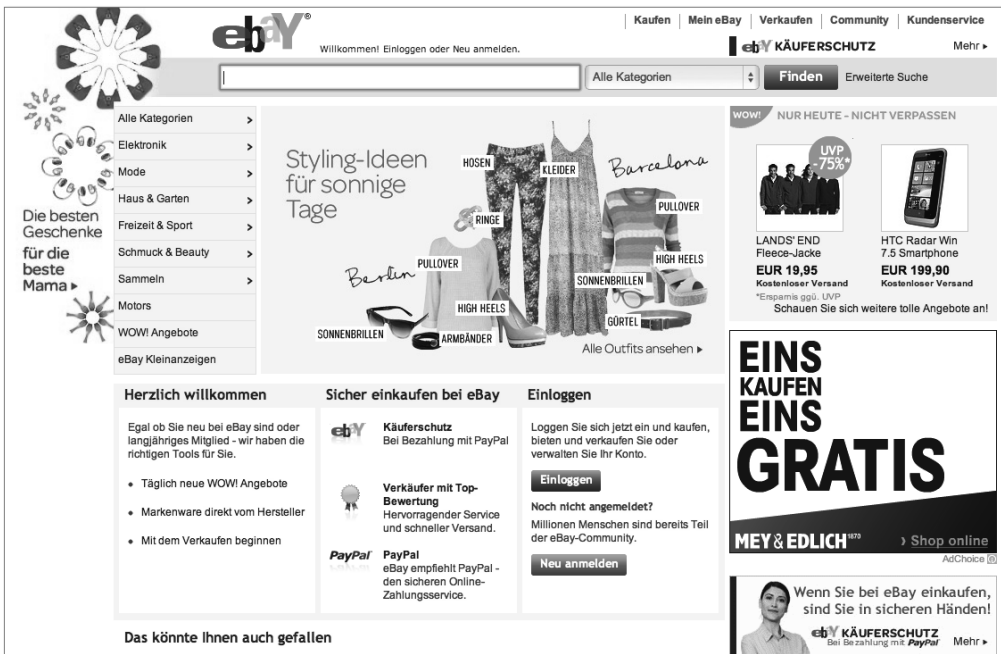 Kaufen
Mein eBay
Verkaufen
Community
Kundenservice
ebaY®
Willkommen! Einloggen oder Neu anmelden.
ebaY KÄUFERSCHUTZ
Mehr
Alle Kategorien
Finden
Erweiterte Suche
Die besten
Geschenke
für die
beste
Mama
Alle Kategorien
Elektronik
Mode
Haus & Garten
Freizeit & Sport
Schmuck & Beauty
Sammeln
Motors
WOW! Angebote
eBay Kleinanzeigen
Styling-Ideen
für sonnige
Tage
HOSEN
KLEIDER
Barcelona
RINGE
PULLOVER
Berlin
PULLOVER
HIGH HEELS
SONNENBRILLEN
HIGH HEELS
GÜRTEL
SONNENBRILLEN
ARMBÄNDER
Alle Outfits ansehen
WOW!
NUR HEUTE - NICHT VERPASSEN
UVP
-75%*
LANDS' END
Fleece-Jacke
EUR 19,95
Kostenloser Versand
*Ersparnis ggü. UVP
HTC Radar Win
7.5 Smartphone
EUR 199,90
Kostenloser Versand
Schauen Sie sich weitere tolle Angebote an!
Herzlich willkommen
Egal ob Sie neu bei eBay sind oder
langjähriges Mitglied - wir haben die
richtigen Tools für Sie.
• Täglich neue WOW! Angebote
• Markenware direkt vom Hersteller
• Mit dem Verkaufen beginnen
Sicher einkaufen bei eBay
ebaY
Käuferschutz
Bei Bezahlung mit PayPal
Verkäufer mit Top-
Bewertung
Hervorragender Service
und schneller Versand.
PayPal
PayPal
eBay empfiehlt PayPal -
den sicheren Online-
Zahlungsservice.
Einloggen
Loggen Sie sich jetzt ein und kaufen,
bieten und verkaufen Sie oder
verwalten Sie Ihr Konto.
Einloggen
Noch nicht angemeldet?
Millionen Menschen sind bereits Teil
der eBay-Community.
Neu anmelden
EINS
KAUFEN
EINS
GRATIS
MEY & EDLICH 1870
Shop online
AdChoice
Wenn Sie bei eBay einkaufen,
sind Sie in sicheren Händen!
ebaY KÄUFERSCHUTZ
Bei Bezahlung mit PayPal
Mehr
Das könnte Ihnen auch gefallen